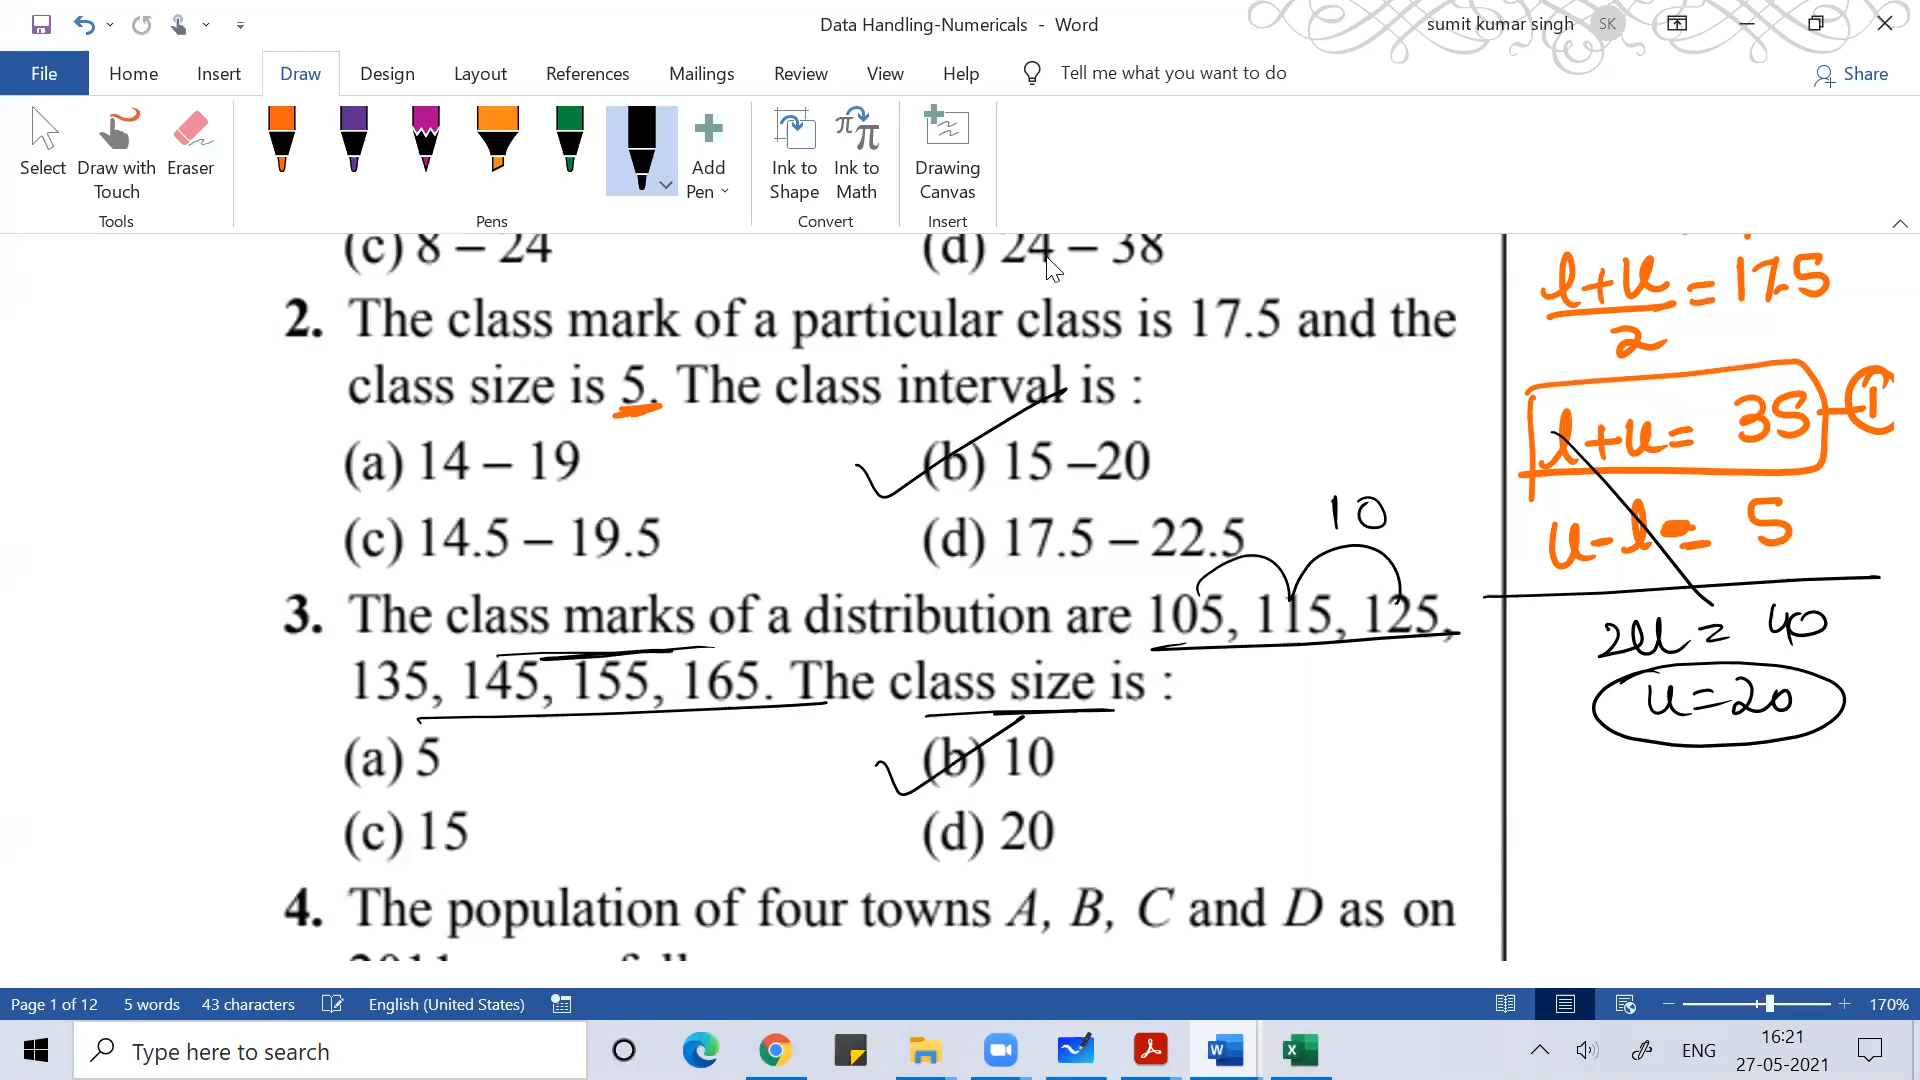 Data Handling-Numericals - Word
sumit kumar singh SK
File Home Insert Draw Design Layout References Mailings Review View Help Tell me what you want to do Share
Select Draw with Touch Eraser Add Pen Ink to Shape Ink to Math Drawing Canvas
Tools Pens Convert Insert
(c) 8 – 24 (d) 24 – 38
2. The class mark of a particular class is 17.5 and the
class size is 5. The class interval is :
(a) 14 – 19 (b) 15 –20
(c) 14.5 – 19.5 (d) 17.5 – 22.5
10
3. The class marks of a distribution are 105, 115, 125,
135, 145, 155, 165. The class size is :
(a) 5 (b) 10
(c) 15 (d) 20
4. The population of four towns A, B, C and D as on
l+u = 17.5
2
l+u = 35 – 1
u-l = 5
2u = 40
u=20
Page 1 of 12 5 words 43 characters English (United States) 170%
Type here to search
ENG
16:21
27-05-2021